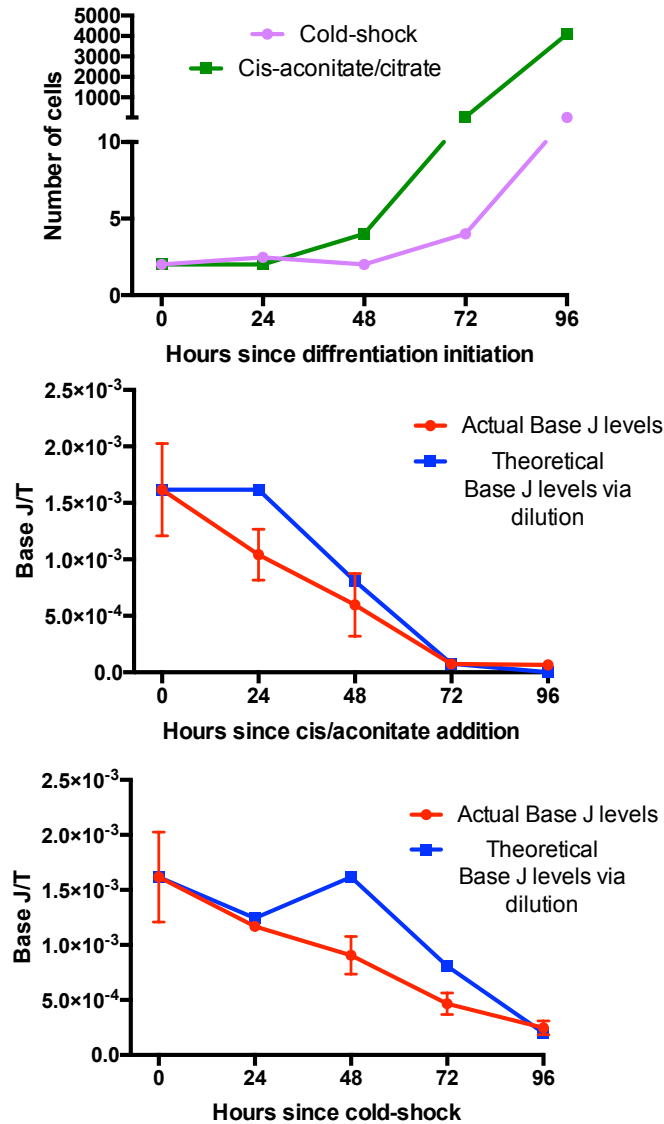 5000
4000
3000
2000
1000
10
5
0
Number of cells
Cold-shock
Cis-aconitate/citrate
0 24 48 72 96
Hours since diffrentiation initiation
2.5×10-3
2.0×10-3
1.5×10-3
1.0×10-3
5.0×10-4
0.0
Base J/T
Actual Base J levels
Theoretical
Base J levels via
dilution
0 24 48 72 96
Hours since cis/aconitate addition
2.5×10-3
2.0×10-3
1.5×10-3
1.0×10-3
5.0×10-4
0.0
Base J/T
Actual Base J levels
Theoretical
Base J levels via
dilution
0 24 48 72 96
Hours since cold-shock